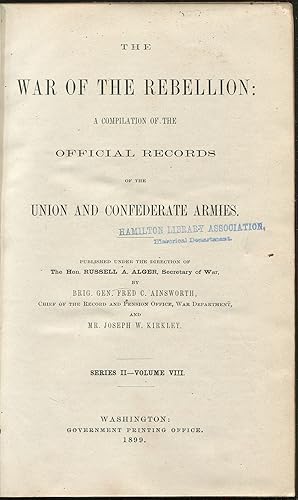 THE
WAR OF THE REBELLION:
A COMPILATION OF THE
OFFICIAL RECORDS
OF THE
UNION AND CONFEDERATE ARMIES.
HAMILTON LIBRARY ASSOCIATION,
Historical Department.
PUBLISHED UNDER THE DIRECTION OF
The Hon. RUSSELL A. ALGER, Secretary of War,
BY
BRIG. GEN. FRED C. AINSWORTH,
CHIEF OF THE RECORD AND PENSION OFFICE, WAR DEPARTMENT,
AND
MR. JOSEPH W. KIRKLEY.
SERIES II—VOLUME VIII.
WASHINGTON:
GOVERNMENT PRINTING OFFICE.
1899.